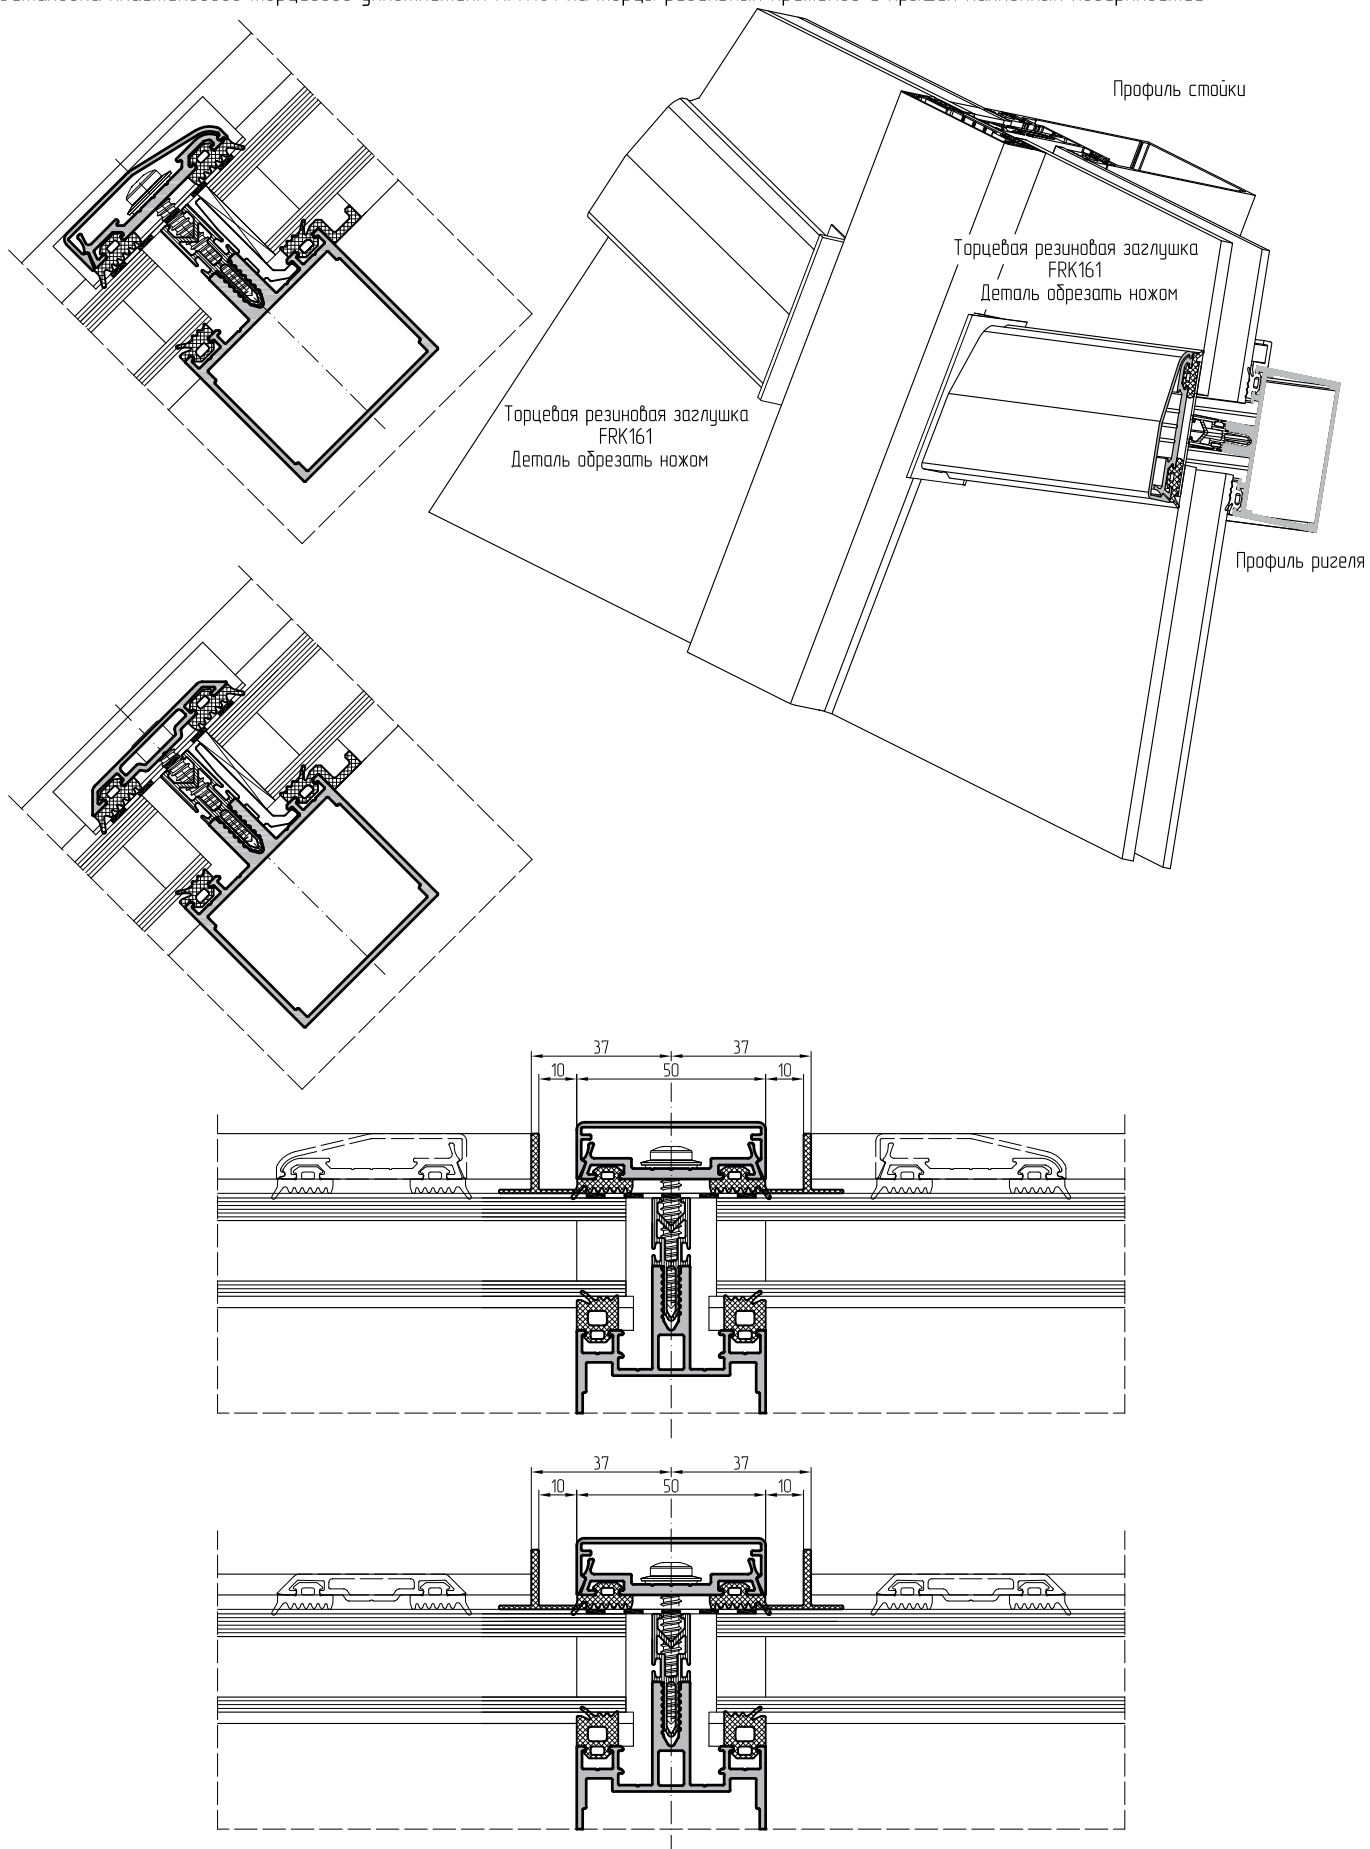 Профиль стойки
Торцевая резиновая заглушка
FRK161
Деталь обрезать ножом
Торцевая резиновая заглушка
FRK161
Деталь обрезать ножом
Профиль ригеля
37 37
10 50 10
37 37
10 50 10